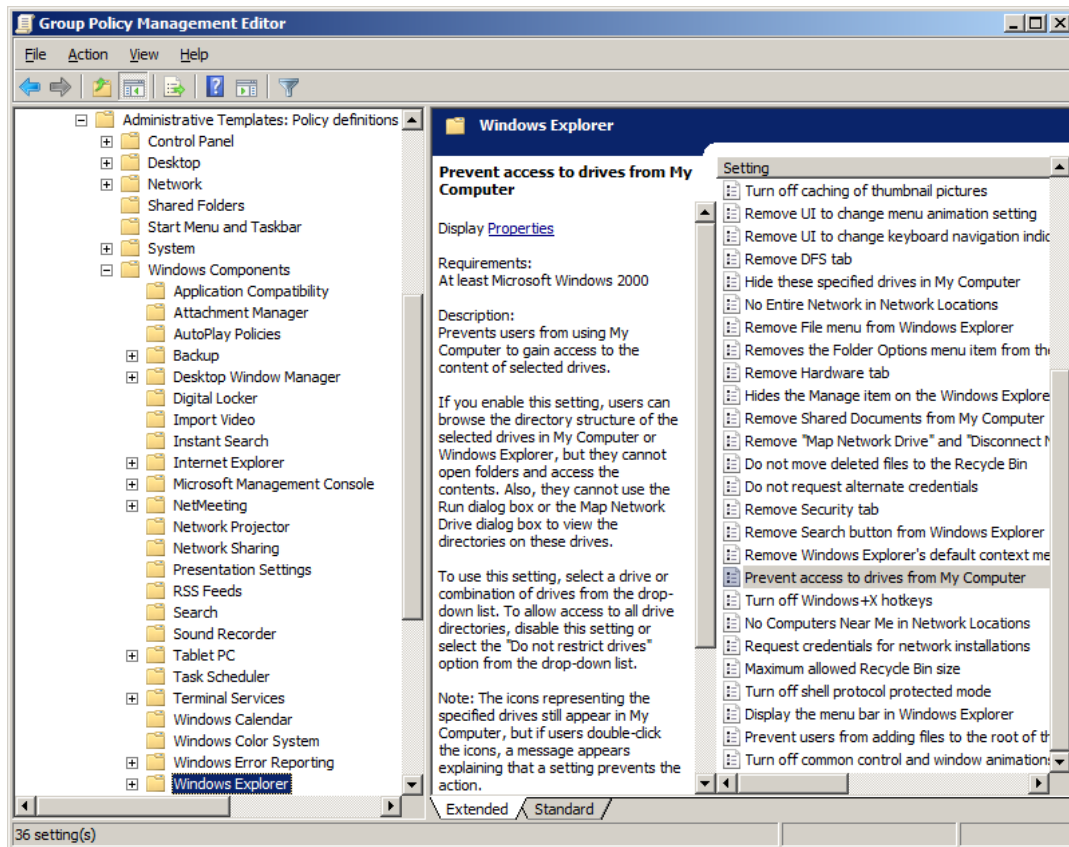 Group Policy Management Editor
File Action View Help
Administrative Templates: Policy definitions
Control Panel
Desktop
Network
Shared Folders
Start Menu and Taskbar
System
Windows Components
Application Compatibility
Attachment Manager
AutoPlay Policies
Backup
Desktop Window Manager
Digital Locker
Import Video
Instant Search
Internet Explorer
Microsoft Management Console
NetMeeting
Network Projector
Network Sharing
Presentation Settings
RSS Feeds
Search
Sound Recorder
Tablet PC
Task Scheduler
Terminal Services
Windows Calendar
Windows Color System
Windows Error Reporting
Windows Explorer
Windows Explorer
Prevent access to drives from My
Computer
Display Properties
Requirements:
At least Microsoft Windows 2000
Description:
Prevents users from using My
Computer to gain access to the
content of selected drives.
If you enable this setting, users can
browse the directory structure of the
selected drives in My Computer or
Windows Explorer, but they cannot
open folders and access the
contents. Also, they cannot use the
Run dialog box or the Map Network
Drive dialog box to view the
directories on these drives.
To use this setting, select a drive or
combination of drives from the drop-
down list. To allow access to all drive
directories, disable this setting or
select the "Do not restrict drives"
option from the drop-down list.
Note: The icons representing the
specified drives still appear in My
Computer, but if users double-click
the icons, a message appears
explaining that a setting prevents the
action.
Setting
Turn off caching of thumbnail pictures
Remove UI to change menu animation setting
Remove UI to change keyboard navigation indic
Remove DFS tab
Hide these specified drives in My Computer
No Entire Network in Network Locations
Remove File menu from Windows Explorer
Removes the Folder Options menu item from the
Remove Hardware tab
Hides the Manage item on the Windows Explore
Remove Shared Documents from My Computer
Remove "Map Network Drive" and "Disconnect N
Do not move deleted files to the Recycle Bin
Do not request alternate credentials
Remove Security tab
Remove Search button from Windows Explorer
Remove Windows Explorer's default context me
Prevent access to drives from My Computer
Turn off Windows+X hotkeys
No Computers Near Me in Network Locations
Request credentials for network installations
Maximum allowed Recycle Bin size
Turn off shell protocol protected mode
Display the menu bar in Windows Explorer
Prevent users from adding files to the root of th
Turn off common control and window animation
Extended Standard
36 setting(s)